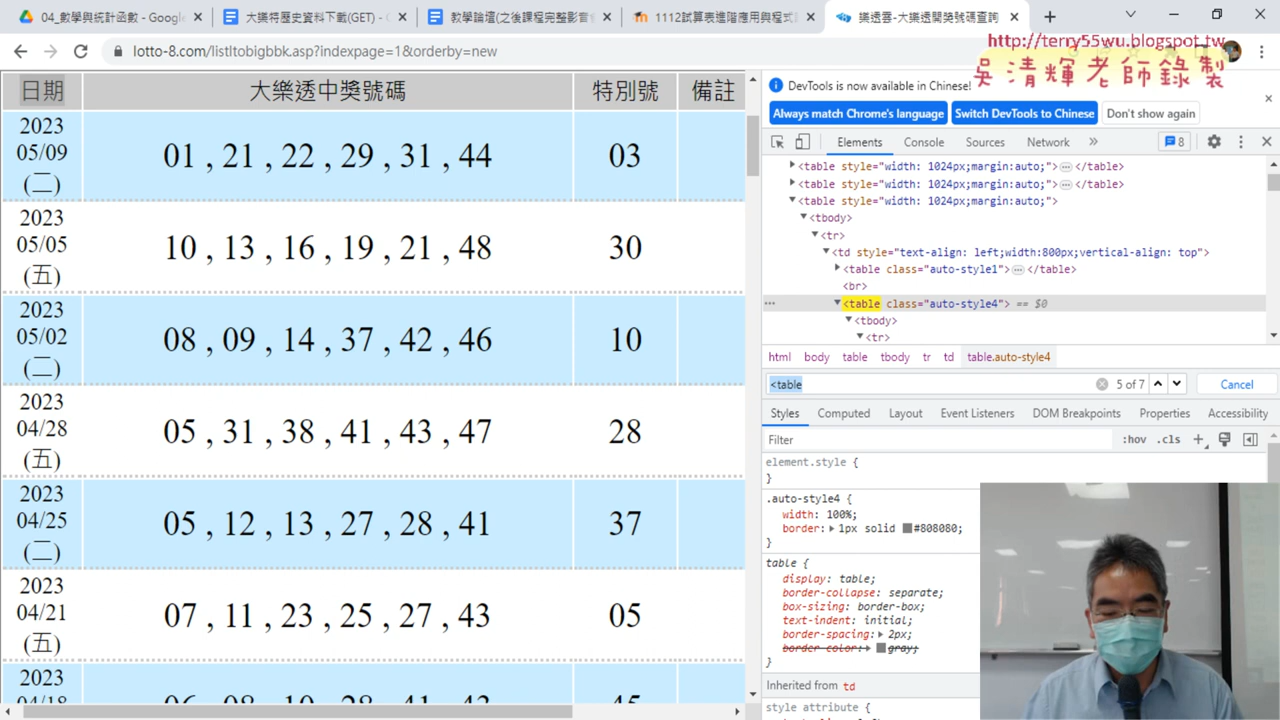 04_數學與統計函數 - Google
大樂特歷史資料下載(GET) - G
教學論壇(之後課程完整影音會
1112試算表進階應用與程式
樂透雲-大樂透開獎號碼查詢
lotto-8.com/listltobigbbk.asp?indexpage=1&orderby=new
http://terry55wu.blogspot.tw
吳清輝老師錄製
日期 大樂透中獎號碼 特別號 備註
2023
05/09
(二)
01 , 21 , 22 , 29 , 31 , 44 03
2023
05/05
(五)
10 , 13 , 16 , 19 , 21 , 48 30
2023
05/02
(二)
08 , 09 , 14 , 37 , 42 , 46 10
2023
04/28
(五)
05 , 31 , 38 , 41 , 43 , 47 28
2023
04/25
(二)
05 , 12 , 13 , 27 , 28 , 41 37
2023
04/21
(五)
07 , 11 , 23 , 25 , 27 , 43 05
2023
04/18
DevTools is now available in Chinese!
Always match Chrome's language Switch DevTools to Chinese Don't show again
Elements Console Sources Network » 8
<table style="width: 1024px;margin:auto;">…</table>
<table style="width: 1024px;margin:auto;">…</table>
<table style="width: 1024px;margin:auto;">
<tbody>
<tr>
<td style="text-align: left;width:800px;vertical-align: top">
<table class="auto-style1">…</table>
<br>
<table class="auto-style4"> == $0
<tbody>
<tr>
html body table tbody tr td table.auto-style4
<table 5 of 7 Cancel
Styles Computed Layout Event Listeners DOM Breakpoints Properties Accessibility
Filter :hov .cls +
element.style {
}
.auto-style4 {
width: 100%;
border: 1px solid #808080;
}
table {
display: table;
border-collapse: separate;
box-sizing: border-box;
text-indent: initial;
border-spacing: 2px;
border-color: gray;
}
Inherited from td
style attribute {